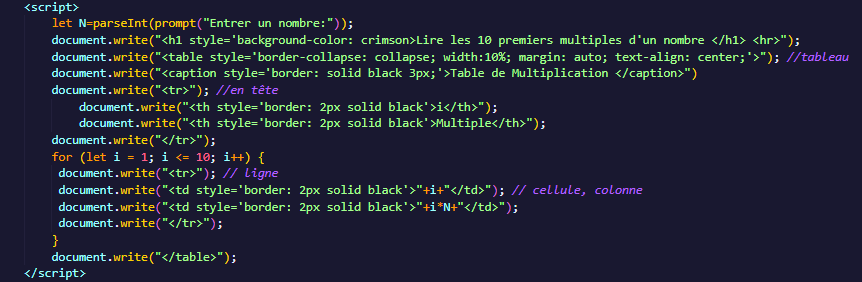 <script>
let N=parseInt(prompt("Entrer un nombre:"));
document.write("<h1 style='background-color: crimson>Lire les 10 premiers multiples d'un nombre </h1> <hr>");
document.write("<table style='border-collapse: collapse; width:10%; margin: auto; text-align: center;'>"); //tableau
document.write("<caption style='border: solid black 3px;'>Table de Multiplication </caption>")
document.write("<tr>"); //en tête
document.write("<th style='border: 2px solid black'>i</th>");
document.write("<th style='border: 2px solid black'>Multiple</th>");
document.write("</tr>");
for (let i = 1; i <= 10; i++) {
document.write("<tr>"); // ligne
document.write("<td style='border: 2px solid black'>"+i+"</td>"); // cellule, colonne
document.write("<td style='border: 2px solid black'>"+i*N+"</td>");
document.write("</tr>");
}
document.write("</table>");
</script>